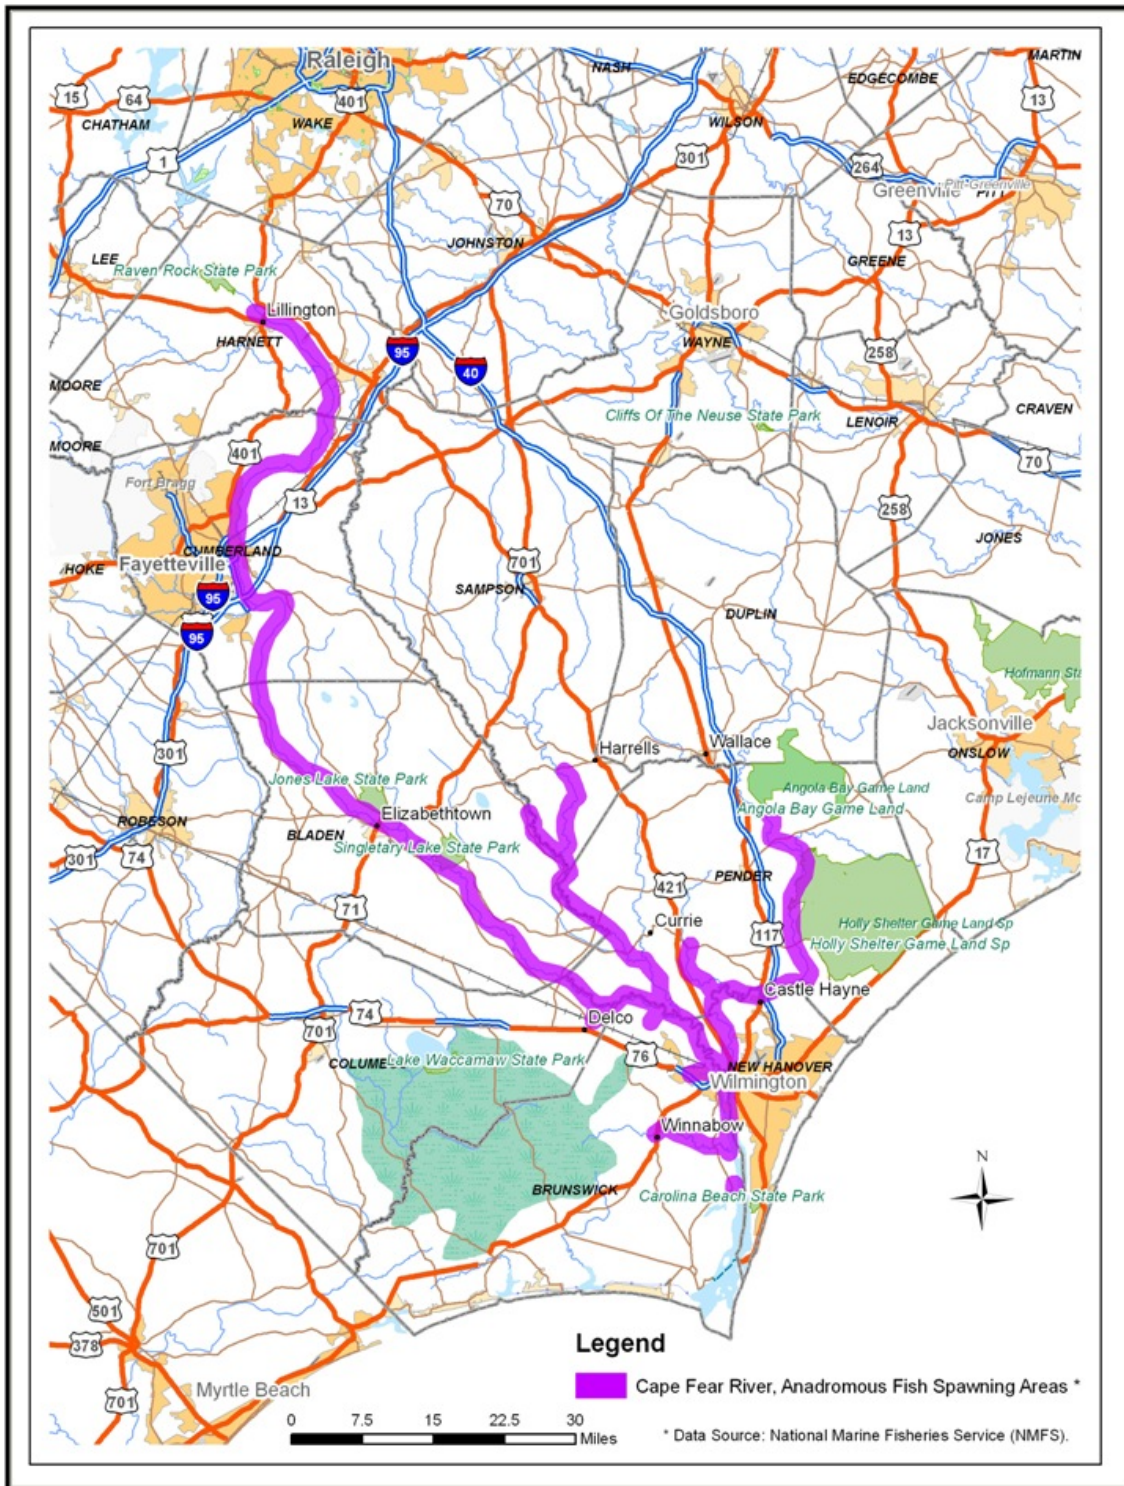 Raleigh
NASH
EDGECOMBE
MARTIN
15
64
401
13
CHATHAM
WAKE
WILSON
1
301
264
Greenville
Pitt-Greenville
PITT
70
13
JOHNSTON
LEE
GREENE
Raven Rock State Park
Lillington
Goldsboro
HARNETT
WAYNE
95
258
40
MOORE
Cliffs Of The Neuse State Park
CRAVEN
LENOIR
MOORE
401
70
Fort Bragg
13
258
CUMBERLAND
JONES
Fayetteville
HOKE
701
SAMPSON
95
DUPLIN
95
Hofmann Sta
Jacksonville
Harrells
Wallace
301
ONSLOW
Jones Lake State Park
Angola Bay Game Land
Camp Lejeune Mc
Angola Bay Game Land
Elizabethtown
ROBESON
BLADEN
Singletary Lake State Park
301
74
17
PENDER
421
71
Currie
Holly Shelter Game Land Sp
117
Holly Shelter Game Land Sp
Castle Hayne
74
Delco
701
76
Lake Waccamaw State Park
NEW HANOVER
Wilmington
Winnabow
BRUNSWICK
Carolina Beach State Park
N
701
501
378
Legend
Cape Fear River, Anadromous Fish Spawning Areas *
Myrtle Beach
701
0 7.5 15 22.5 30
Miles
* Data Source: National Marine Fisheries Service (NMFS).